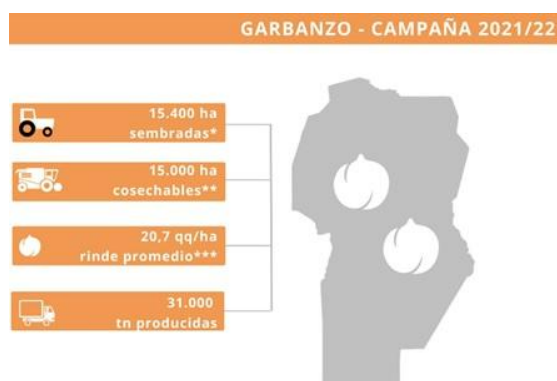 GARBANZO - CAMPAÑA 2021/22
15.400 ha
sembradas*
15.000 ha
cosechables**
20,7 qq/ha
rinde promedio***
31.000
tn producidas